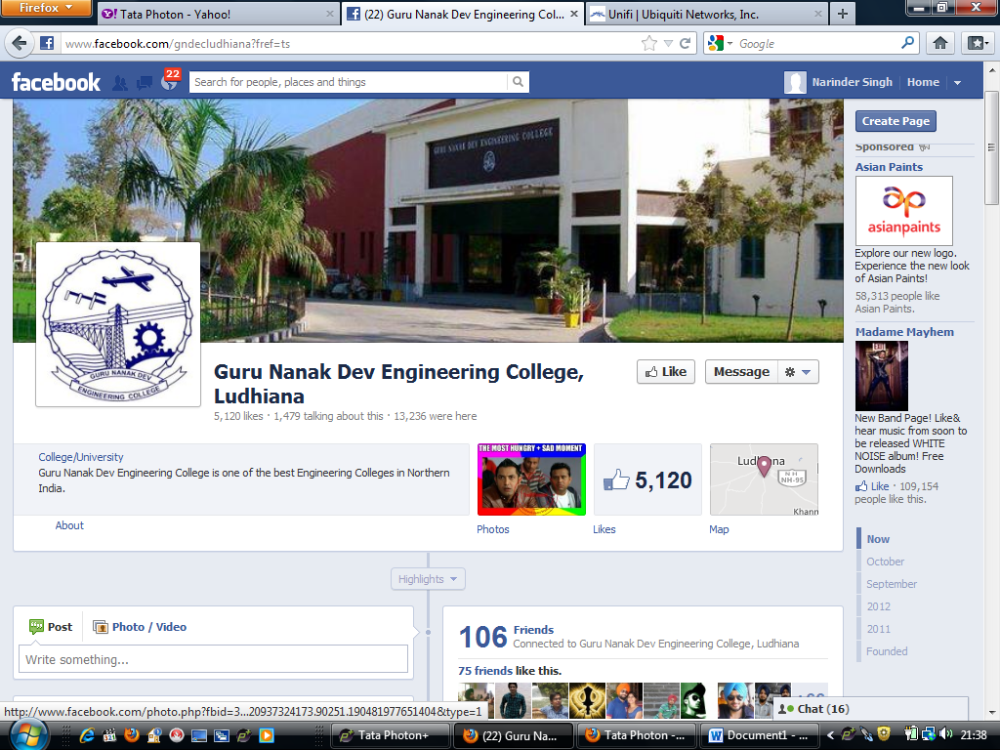 Firefox
Tata Photon - Yahoo!
(22) Guru Nanak Dev Engineering Col...
Unifi | Ubiquiti Networks, Inc.
www.facebook.com/gndecludhiana?fref=ts
Google
facebook
22
Search for people, places and things
Narinder Singh
Home
GURU NANAK DEV ENGINEERING COLLEGE
Create Page
Sponsored
Asian Paints
ap
asianpaints
Explore our new logo.
Experience the new look
of Asian Paints!
58,313 people like
Asian Paints.
GURU NANAK DEV
ENGINEERING COLLEGE
Guru Nanak Dev Engineering College,
Ludhiana
5,120 likes · 1,479 talking about this · 13,236 were here
Like
Message
Madame Mayhem
EXIT
New Band Page! Like&
hear music from soon to
be released WHITE
NOISE album! Free
Downloads
Like · 109,154
people like this.
College/University
Guru Nanak Dev Engineering College is one of the best Engineering Colleges in Northern
India.
About
THE MOST HUNGRY + SAD MOMENT
Photos
5,120
Likes
Ludhiana
NH
NH-95
Khann
Map
Now
October
September
2012
2011
Founded
Highlights
Post
Photo / Video
Write something...
106
Friends
Connected to Guru Nanak Dev Engineering College, Ludhiana
75 friends like this.
Chat (16)
http://www.facebook.com/photo.php?fbid=3...20937324173.90251.190481977651404&type=1
Tata Photon+
(22) Guru Na...
Tata Photon -...
Document1 - ...
21:38